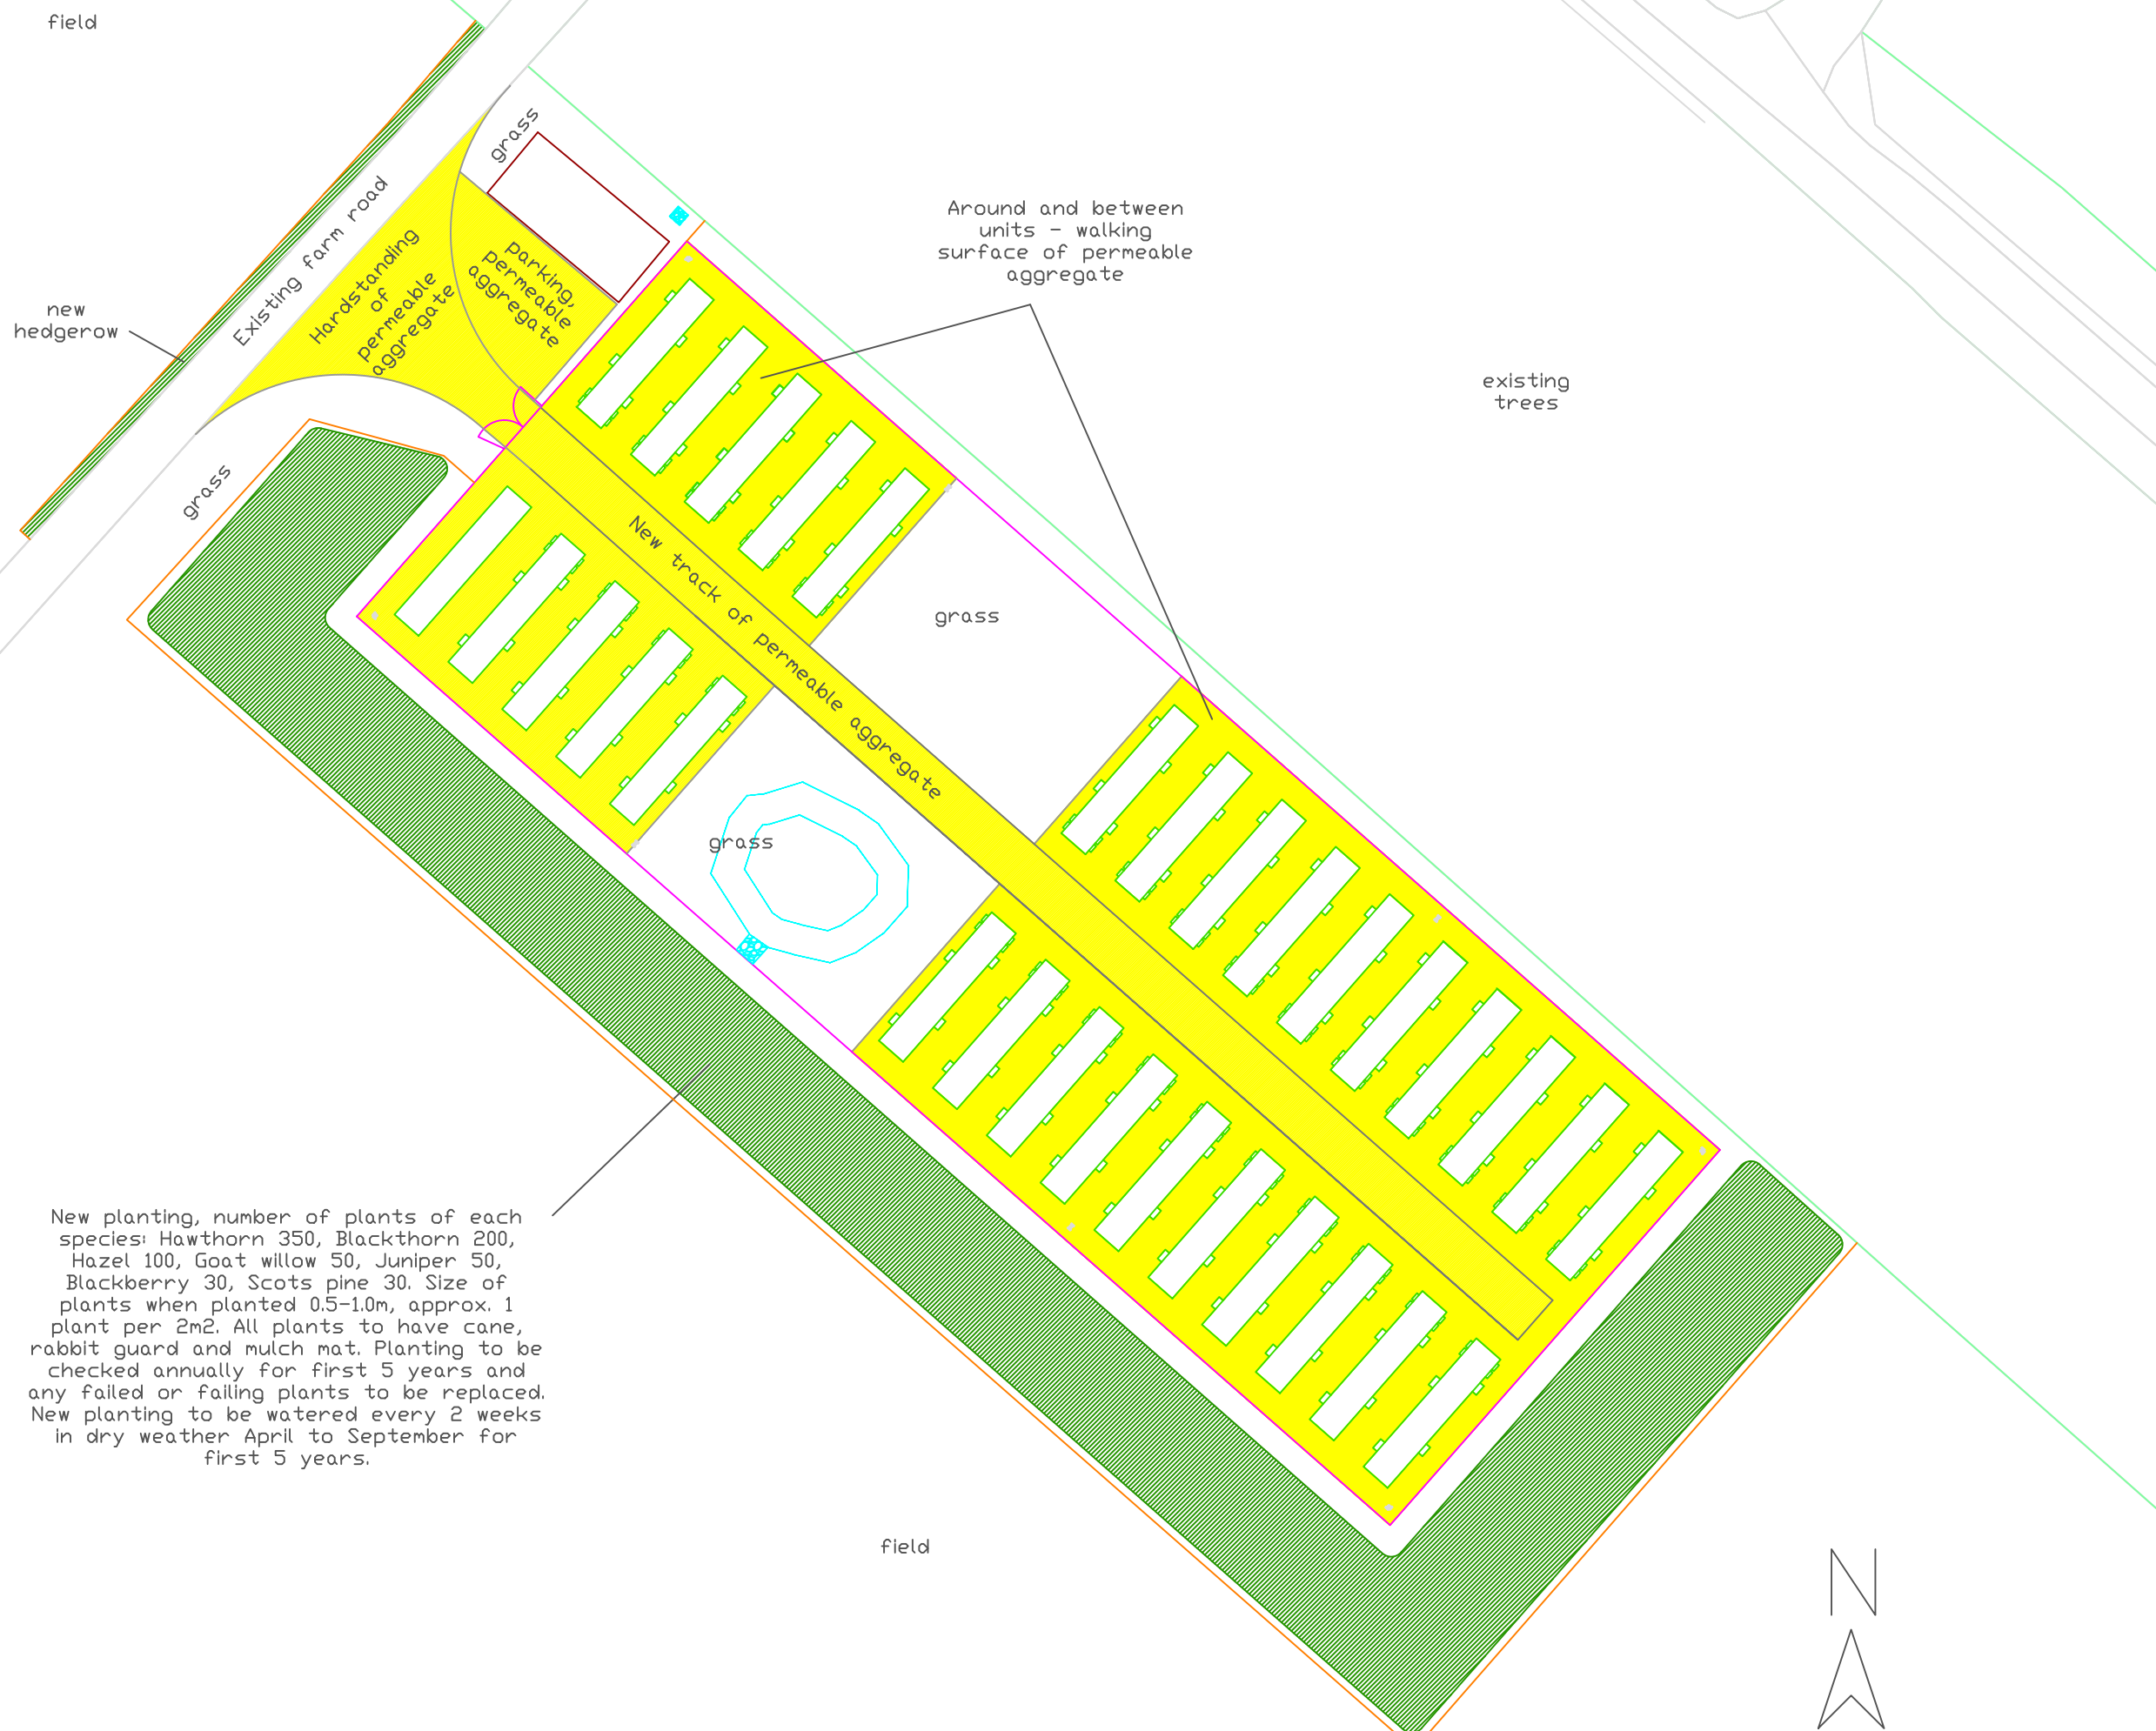 field
grass
Existing farm road
Hardstanding
of
permeable
aggregate
Parking,
permeable
aggregate
Around and between
units - walking
surface of permeable
aggregate
new
hedgerow
existing
trees
grass
New track of permeable aggregate
grass
grass
New planting, number of plants of each
species: Hawthorn 350, Blackthorn 200,
Hazel 100, Goat willow 50, Juniper 50,
Blackberry 30, Scots pine 30. Size of
plants when planted 0.5-1.0m, approx. 1
plant per 2m2. All plants to have cane,
rabbit guard and mulch mat. Planting to be
checked annually for first 5 years and
any failed or failing plants to be replaced.
New planting to be watered every 2 weeks
in dry weather April to September for
first 5 years.
field
N